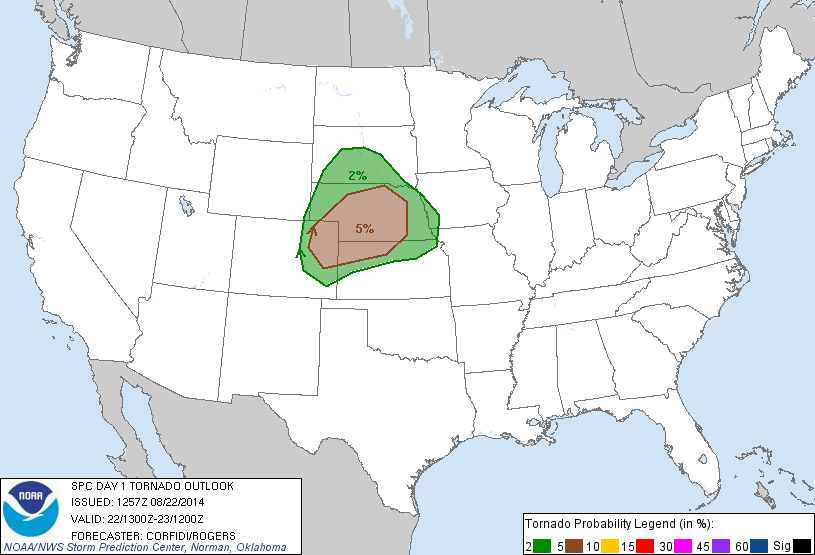 2%
5%
NOAA
SPC DAY 1 TORNADO OUTLOOK
ISSUED: 1257Z 08/22/2014
VALID: 22/1300Z-23/1200Z
FORECASTER: CORFIDI/ROGERS
NOAA/NWS Storm Prediction Center, Norman, Oklahoma
Tornado Probability Legend (in %):
2 5 10 15 30 45 60 Sig